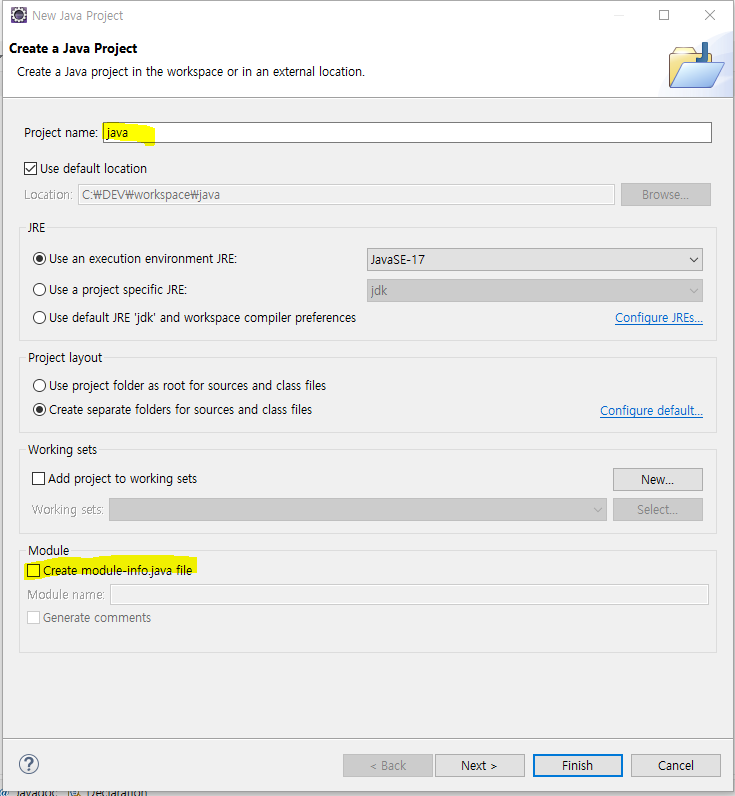 New Java Project
Create a Java Project
Create a Java project in the workspace or in an external location.
Project name: java
Use default location
Location: C:₩DEV₩workspace₩java Browse...
JRE
Use an execution environment JRE: JavaSE-17
Use a project specific JRE: jdk
Use default JRE 'jdk' and workspace compiler preferences Configure JREs...
Project layout
Use project folder as root for sources and class files
Create separate folders for sources and class files Configure default...
Working sets
Add project to working sets New...
Working sets: Select...
Module
Create module-info.java file
Module name:
Generate comments
? < Back Next > Finish Cancel
@ Javadoc Declaration